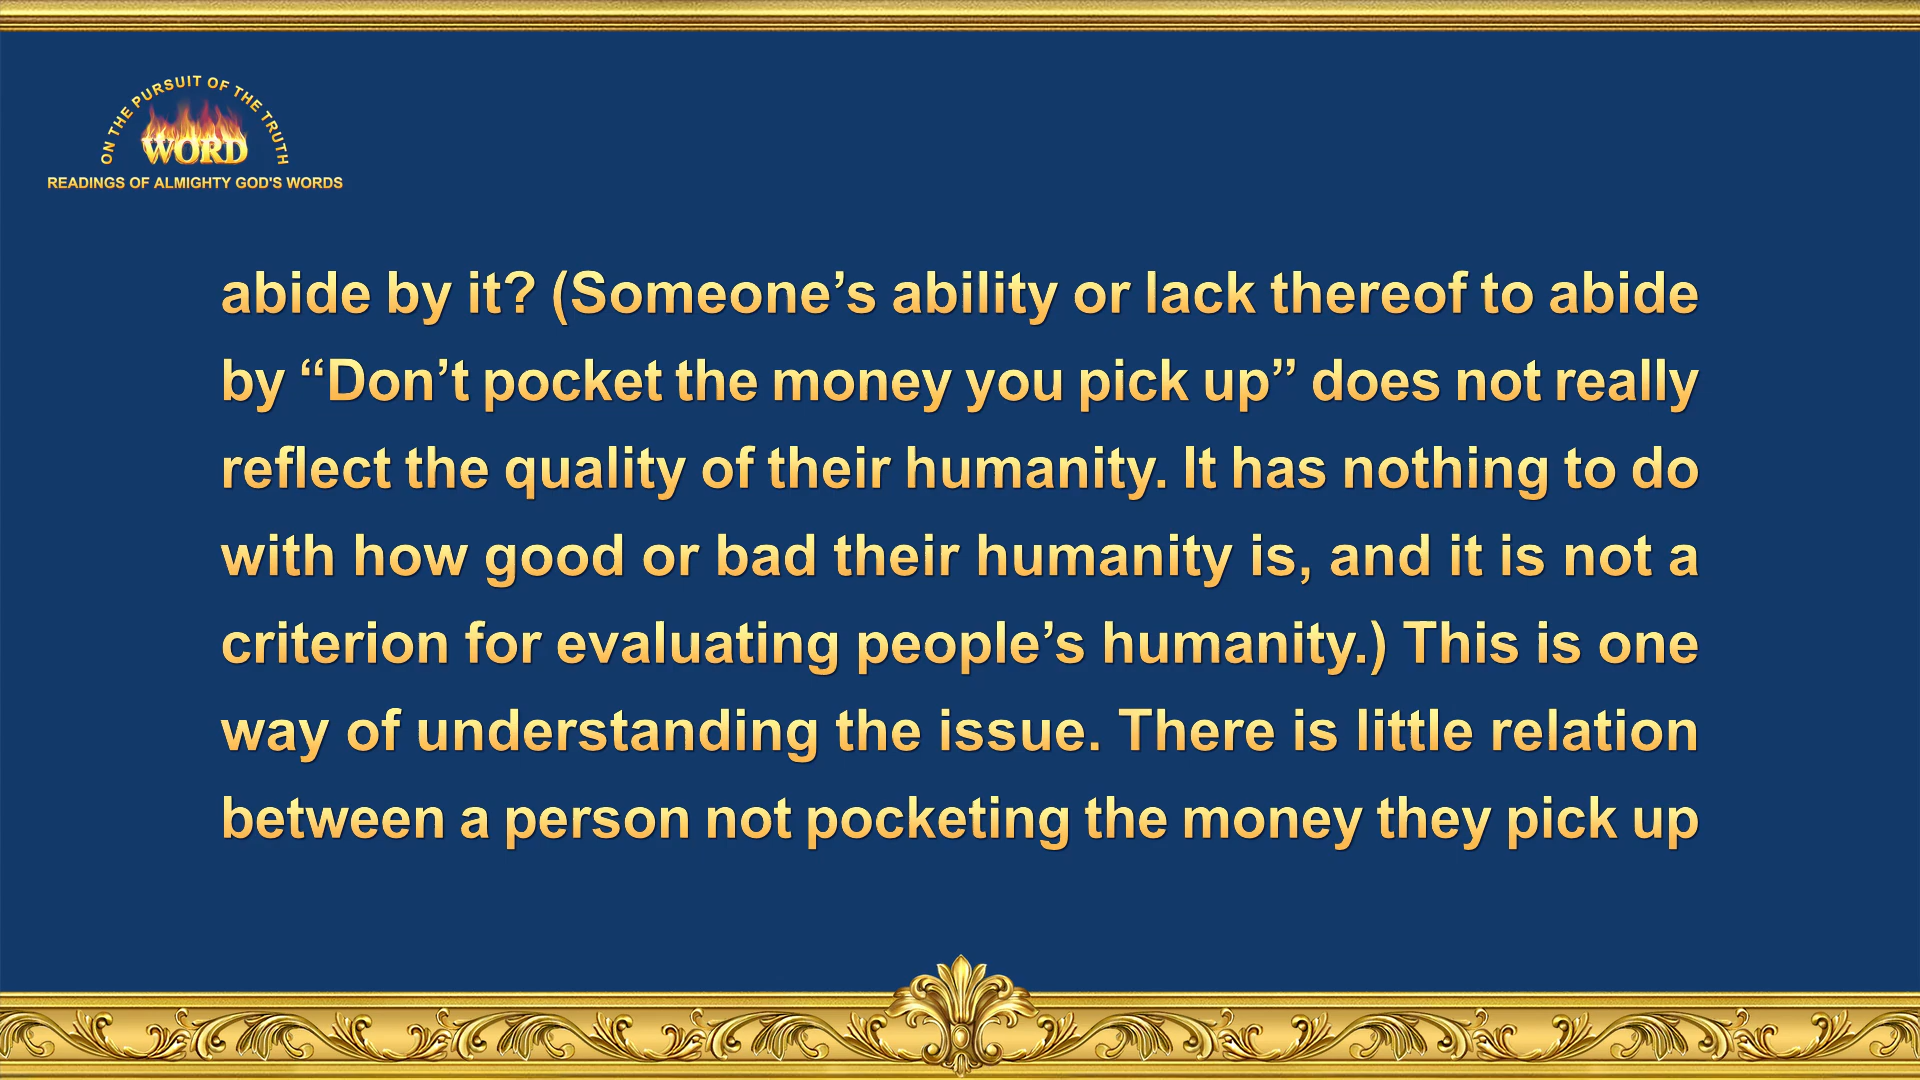 ON THE PURSUIT OF THE TRUTH
WORD
READINGS OF ALMIGHTY GOD'S WORDS
abide by it? (Someone’s ability or lack thereof to abide
by “Don’t pocket the money you pick up” does not really
reflect the quality of their humanity. It has nothing to do
with how good or bad their humanity is, and it is not a
criterion for evaluating people’s humanity.) This is one
way of understanding the issue. There is little relation
between a person not pocketing the money they pick up